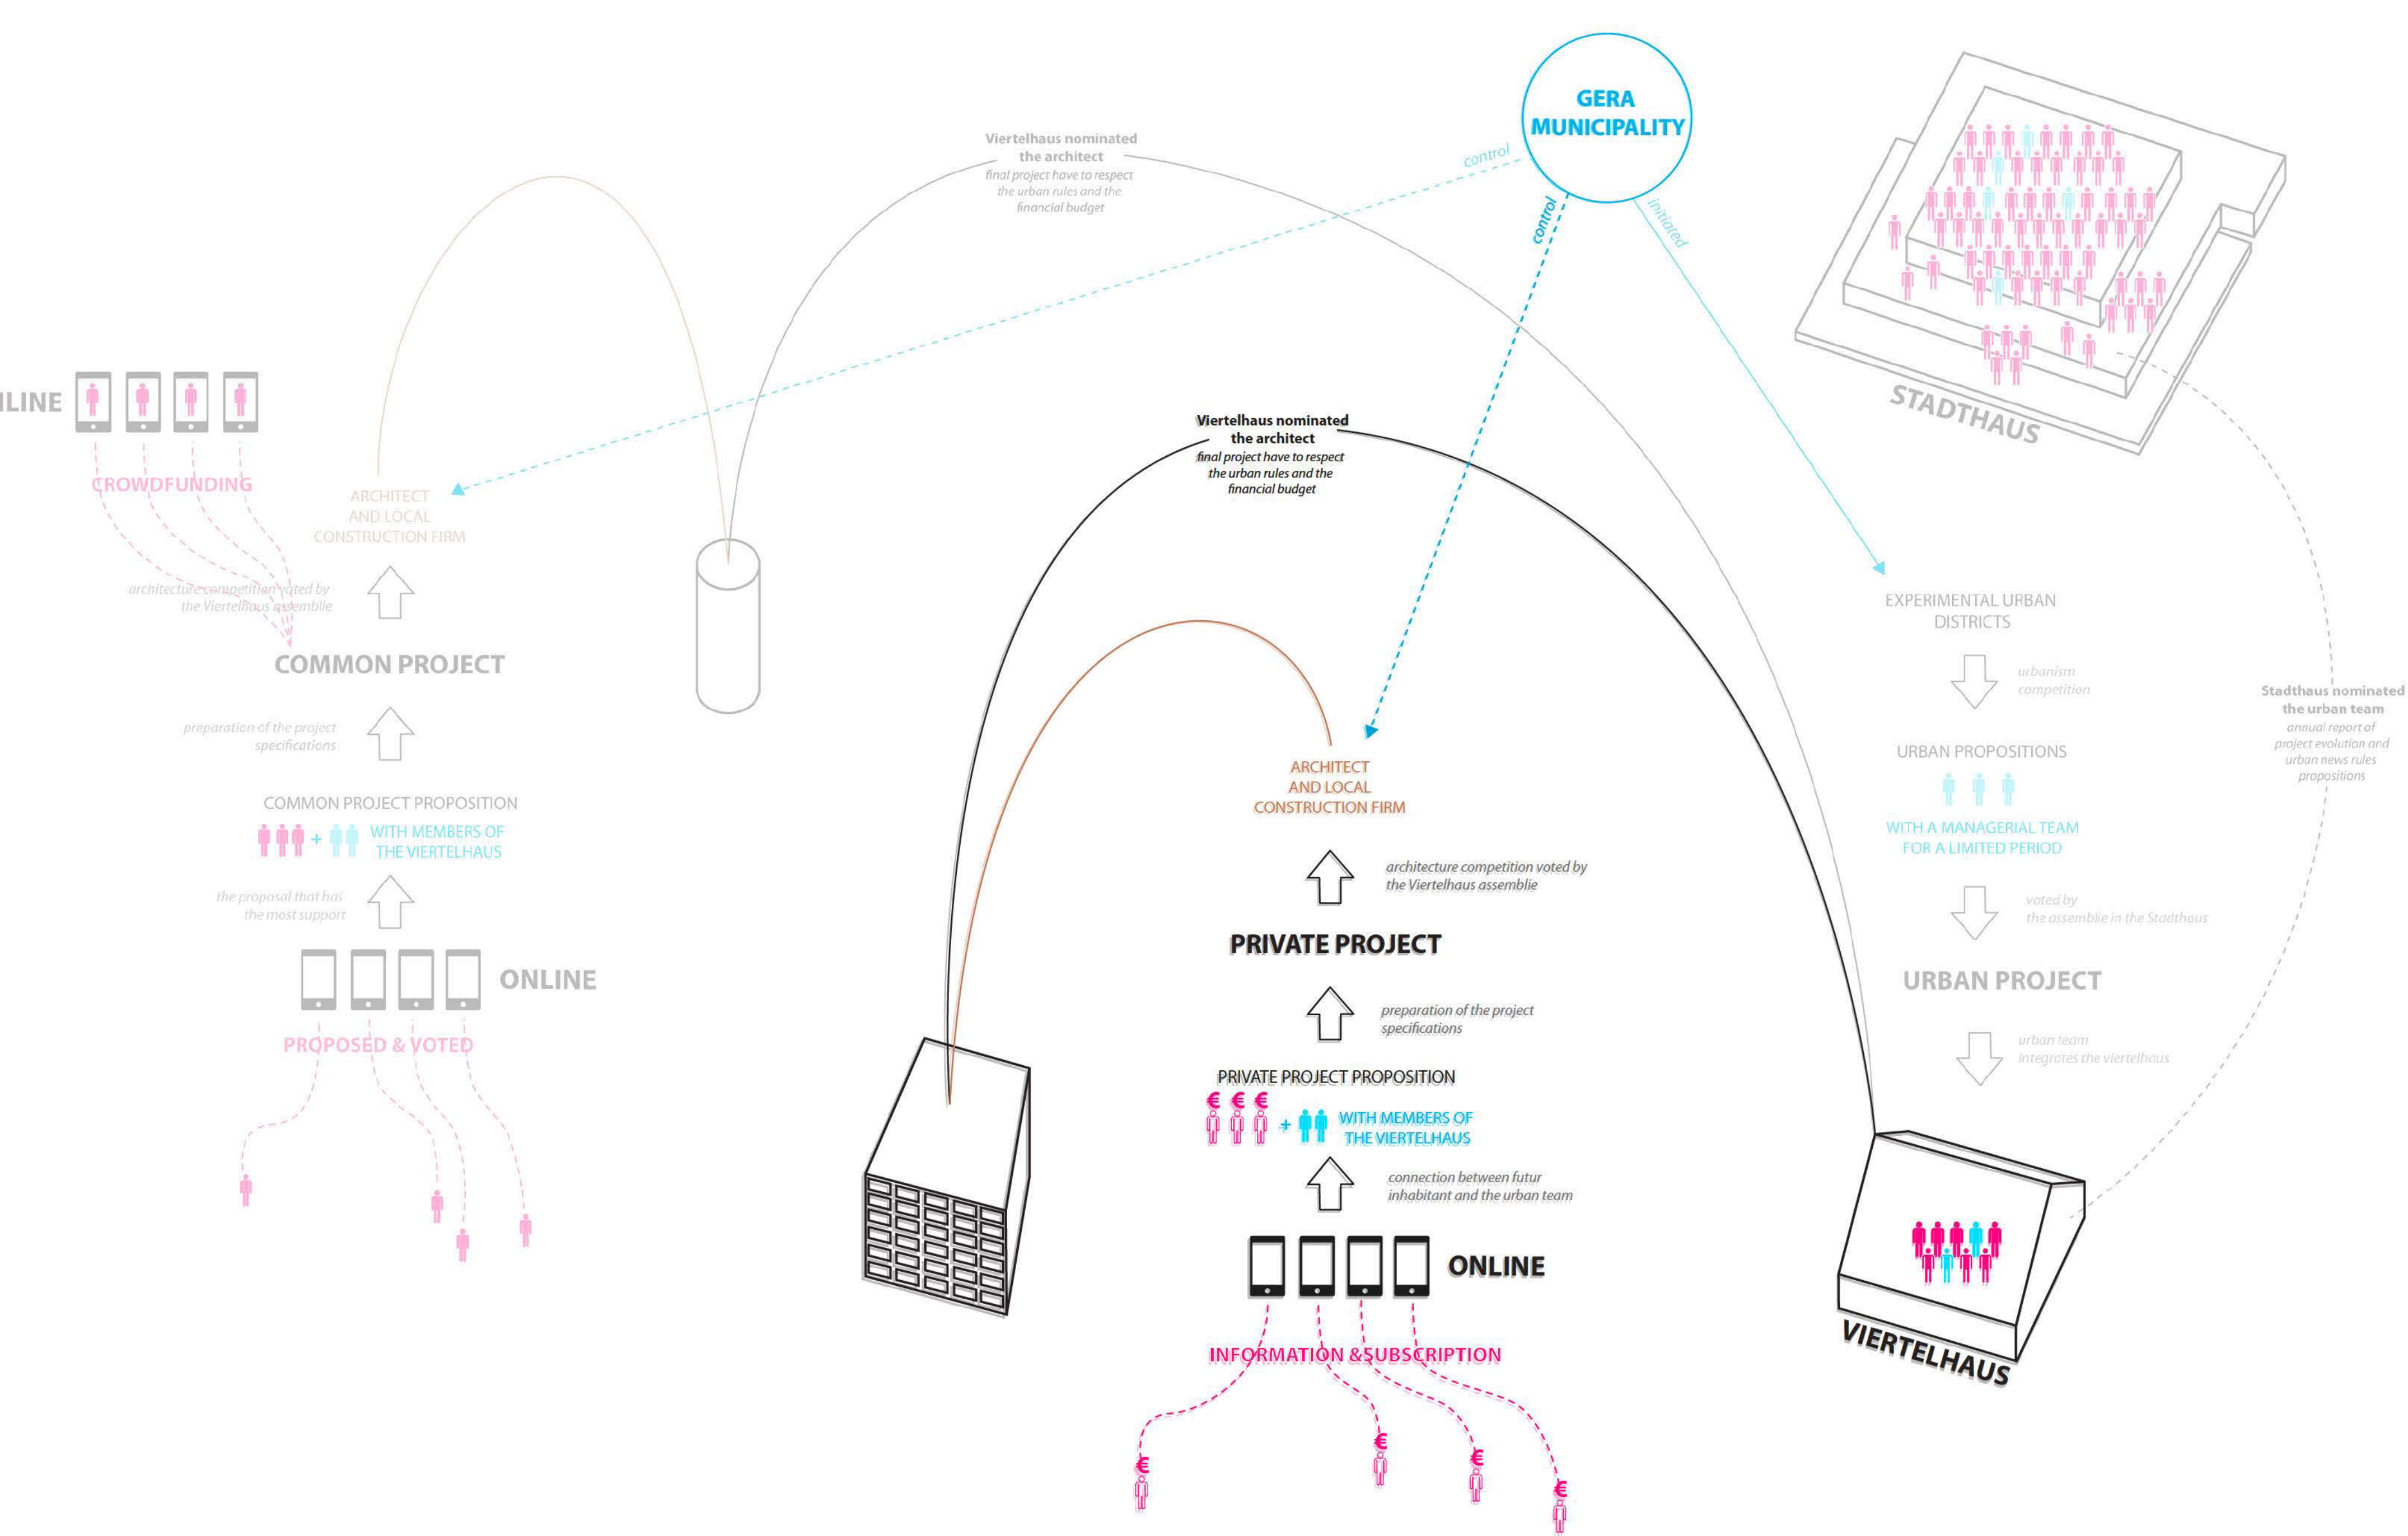 GERA
MUNICIPALITY
control
control
initiated
Viertelhaus nominated
the architect
final project have to respect
the urban rules and the
financial budget
STADTHAUS
ILINE
CROWDFUNDING
ARCHITECT
AND LOCAL
CONSTRUCTION FIRM
architecture competition voted by
the Viertelhaus assemblie
COMMON PROJECT
preparation of the project
specifications
COMMON PROJECT PROPOSITION
+ WITH MEMBERS OF
THE VIERTELHAUS
the proposal that has
the most support
ONLINE
PROPOSED & VOTED
Viertelhaus nominated
the architect
final project have to respect
the urban rules and the
financial budget
ARCHITECT
AND LOCAL
CONSTRUCTION FIRM
architecture competition voted by
the Viertelhaus assemblie
PRIVATE PROJECT
preparation of the project
specifications
PRIVATE PROJECT PROPOSITION
€ € €
+ WITH MEMBERS OF
THE VIERTELHAUS
connection between futur
inhabitant and the urban team
ONLINE
INFORMATION &SUBSCRIPTION
€
€
€
€
EXPERIMENTAL URBAN
DISTRICTS
urbanism
competition
URBAN PROPOSITIONS
WITH A MANAGERIAL TEAM
FOR A LIMITED PERIOD
voted by
the assemblie in the Stadthaus
URBAN PROJECT
urban team
integrates the viertelhaus
Stadthaus nominated
the urban team
annual report of
project evolution and
urban news rules
propositions
VIERTELHAUS